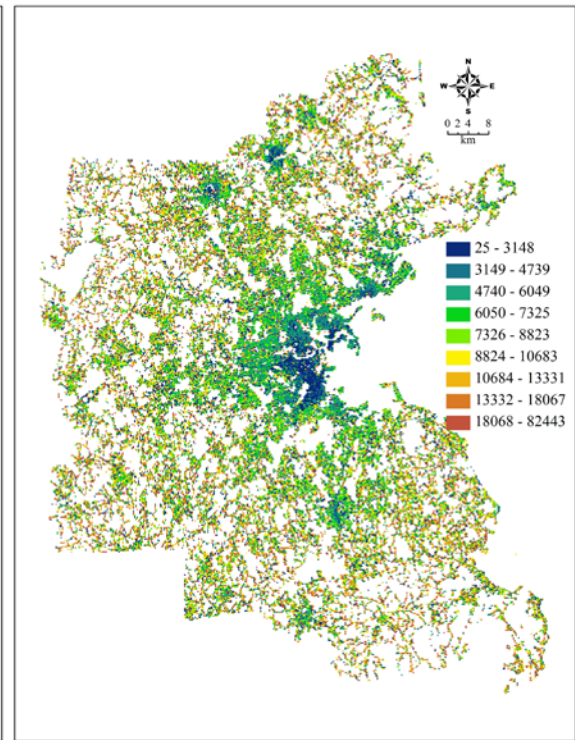 N
W E
S
0 2 4 8
km
25 - 3148
3149 - 4739
4740 - 6049
6050 - 7325
7326 - 8823
8824 - 10683
10684 - 13331
13332 - 18067
18068 - 82443